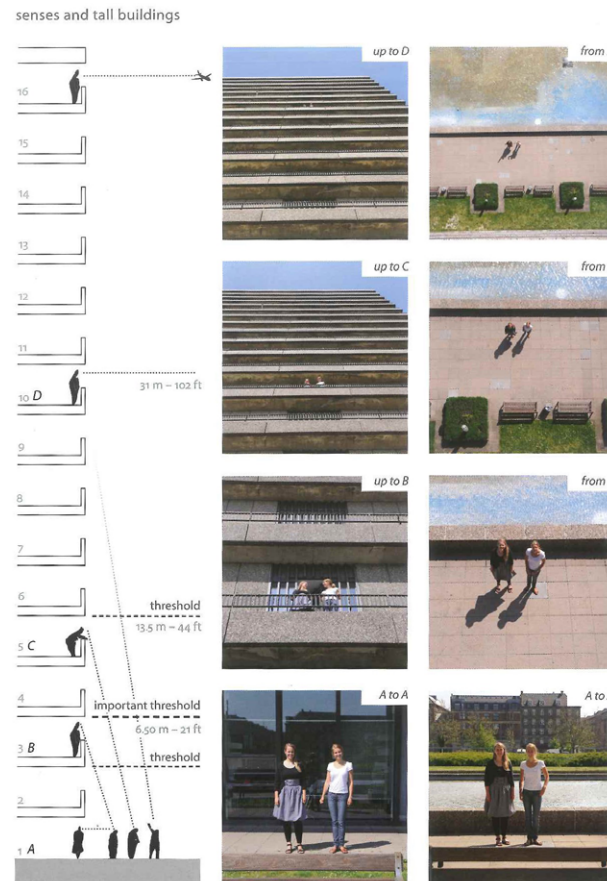 senses and tall buildings
up to D
from
16
15
14
13
12
11
31 m – 102 ft
10 D
9
8
7
6
threshold
13.5 m – 44 ft
5 C
4
important threshold
6.50 m – 21 ft
3 B
threshold
2
1 A
up to C
from
up to B
from
A to A
A to